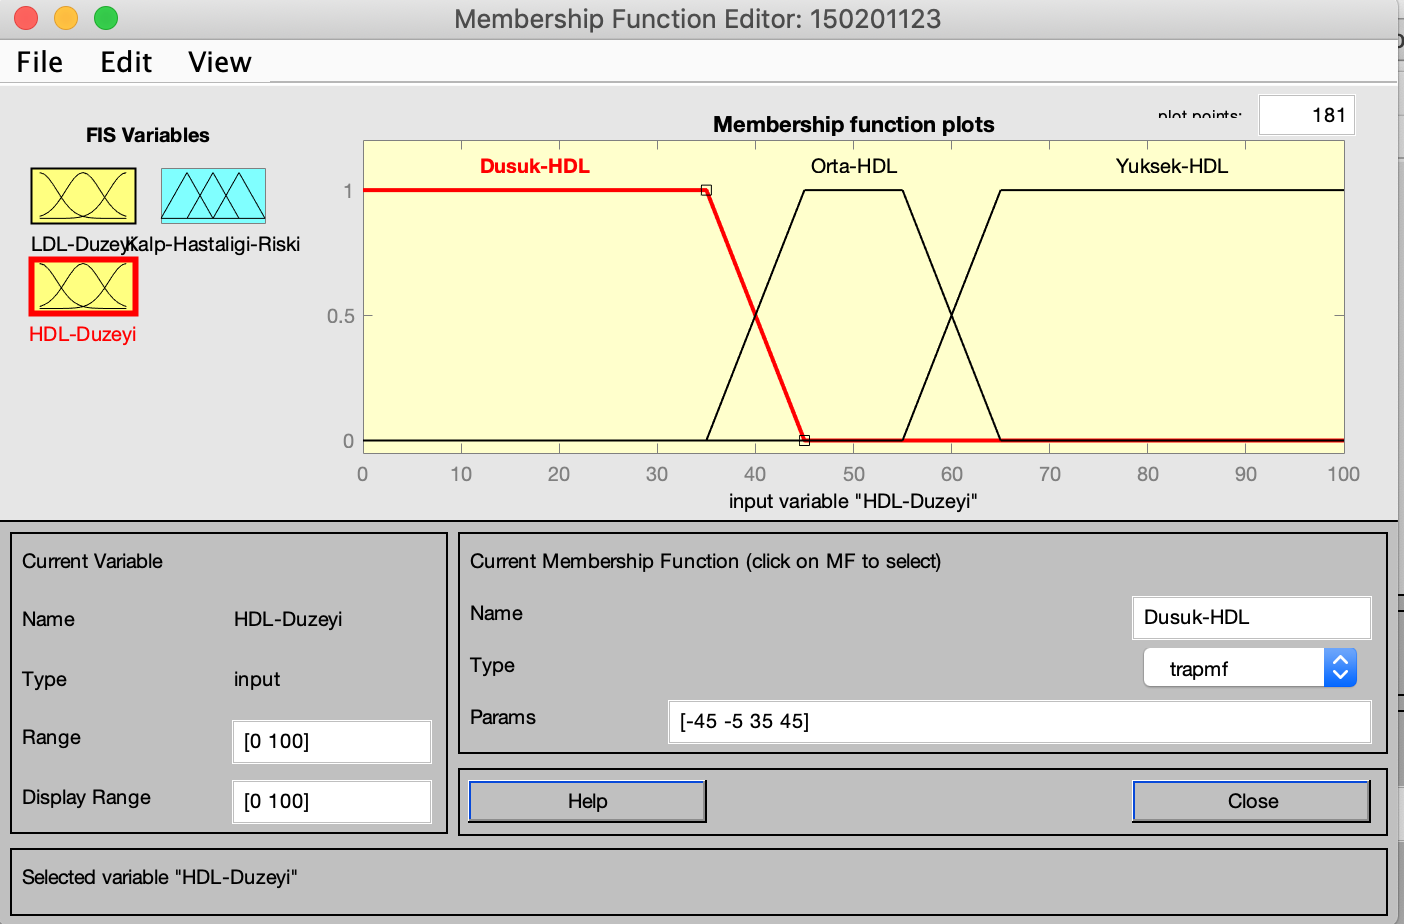 Membership Function Editor: 150201123
File Edit View
FIS Variables
LDL-Duzeyi
Kalp-Hastaligi-Riski
HDL-Duzeyi
plot points:
181
Membership function plots
Dusuk-HDL
Orta-HDL
Yuksek-HDL
1
0.5
0
0 10 20 30 40 50 60 70 80 90 100
input variable "HDL-Duzeyi"
Current Variable
Name HDL-Duzeyi
Type input
Range [0 100]
Display Range [0 100]
Current Membership Function (click on MF to select)
Name Dusuk-HDL
Type trapmf
Params [-45 -5 35 45]
Help
Close
Selected variable "HDL-Duzeyi"